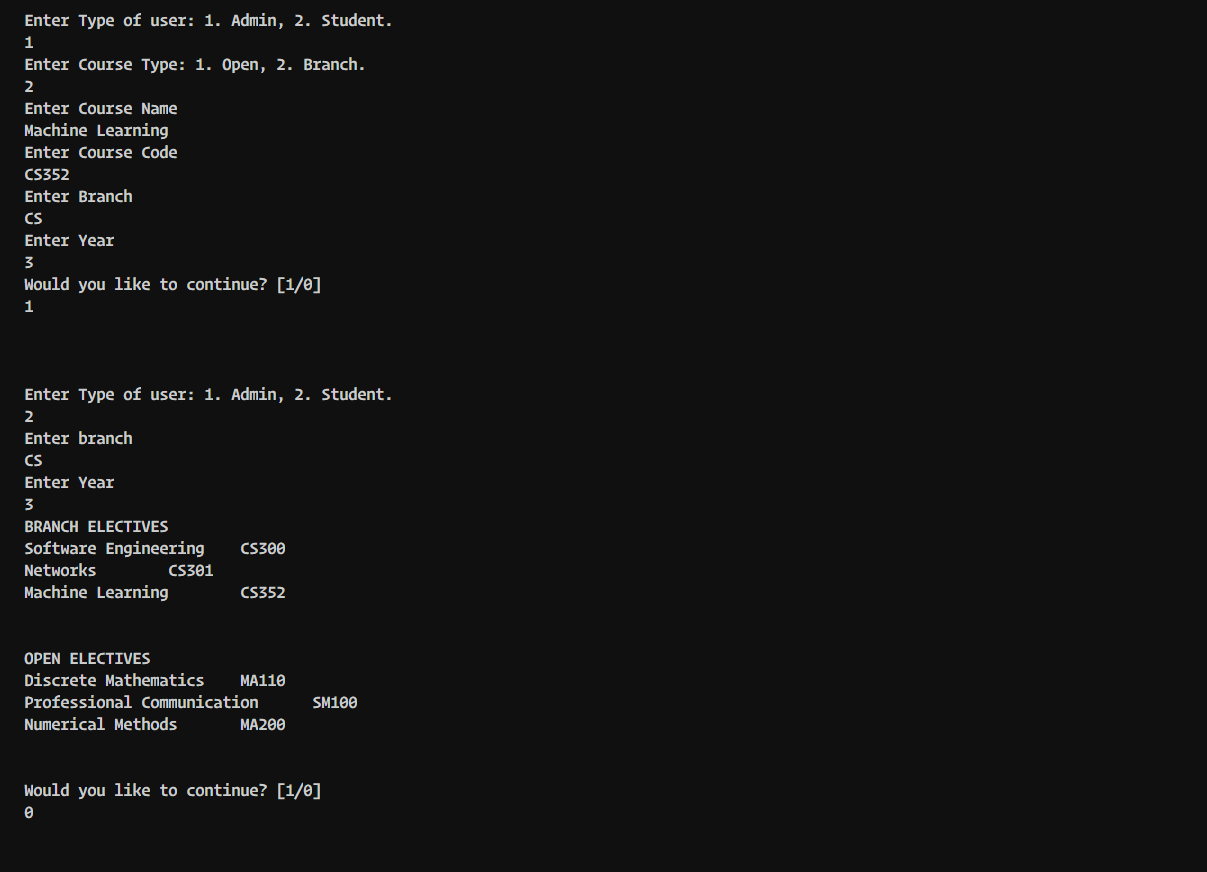 Enter Type of user: 1. Admin, 2. Student.
1
Enter Course Type: 1. Open, 2. Branch.
2
Enter Course Name
Machine Learning
Enter Course Code
CS352
Enter Branch
CS
Enter Year
3
Would you like to continue? [1/0]
1
Enter Type of user: 1. Admin, 2. Student.
2
Enter branch
CS
Enter Year
3
BRANCH ELECTIVES
Software Engineering    CS300
Networks        CS301
Machine Learning        CS352
OPEN ELECTIVES
Discrete Mathematics    MA110
Professional Communication      SM100
Numerical Methods       MA200
Would you like to continue? [1/0]
0